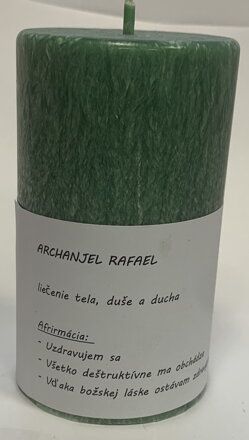 ARCHANJEL RAFAEL
liečenie tela, duše a ducha
Afirmácia:
- Uzdravujem sa
- Všetko deštruktívne ma obchádza
- Vďaka božskej láske ostávam